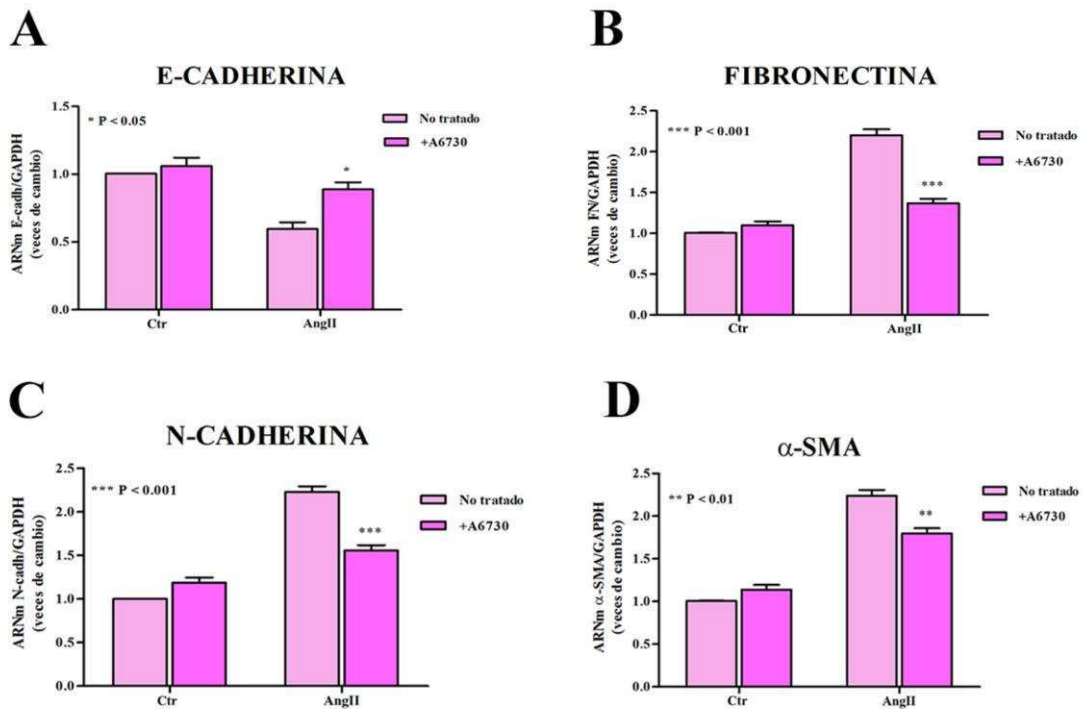 A
E-CADHERINA
* P < 0.05
No tratado
+A6730
ARNm E-cadh/GAPDH
(veces de cambio)
1.5
1.0
0.5
0.0
*
Ctr
AngII
B
FIBRONECTINA
*** P < 0.001
No tratado
+A6730
ARNm FN/GAPDH
(veces de cambio)
2.5
2.0
1.5
1.0
0.5
0.0
***
Ctr
AngII
C
N-CADHERINA
*** P < 0.001
No tratado
+A6730
ARNm N-cadh/GAPDH
(veces de cambio)
2.5
2.0
1.5
1.0
0.5
0.0
***
Ctr
AngII
D
α-SMA
** P < 0.01
No tratado
+A6730
ARNm α-SMA/GAPDH
(veces de cambio)
2.5
2.0
1.5
1.0
0.5
0.0
**
Ctr
AngII